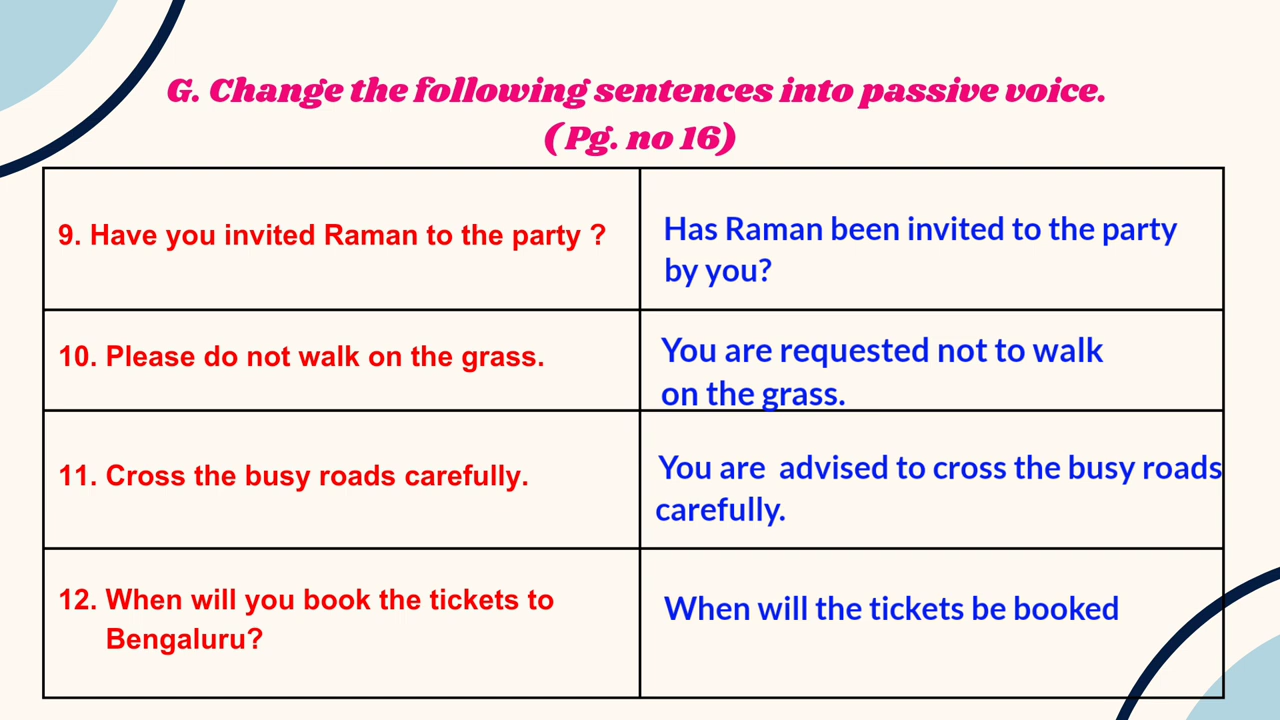 G. Change the following sentences into passive voice.
( Pg. no 16)
9. Have you invited Raman to the party ?
Has Raman been invited to the party
by you?
10. Please do not walk on the grass.
You are requested not to walk
on the grass.
11. Cross the busy roads carefully.
You are advised to cross the busy roads
carefully.
12. When will you book the tickets to
Bengaluru?
When will the tickets be booked